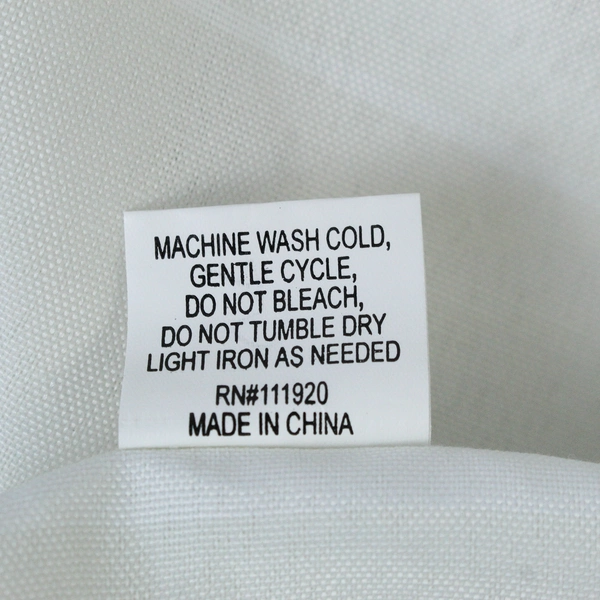 MACHINE WASH COLD,
GENTLE CYCLE,
DO NOT BLEACH,
DO NOT TUMBLE DRY
LIGHT IRON AS NEEDED
RN#111920
MADE IN CHINA